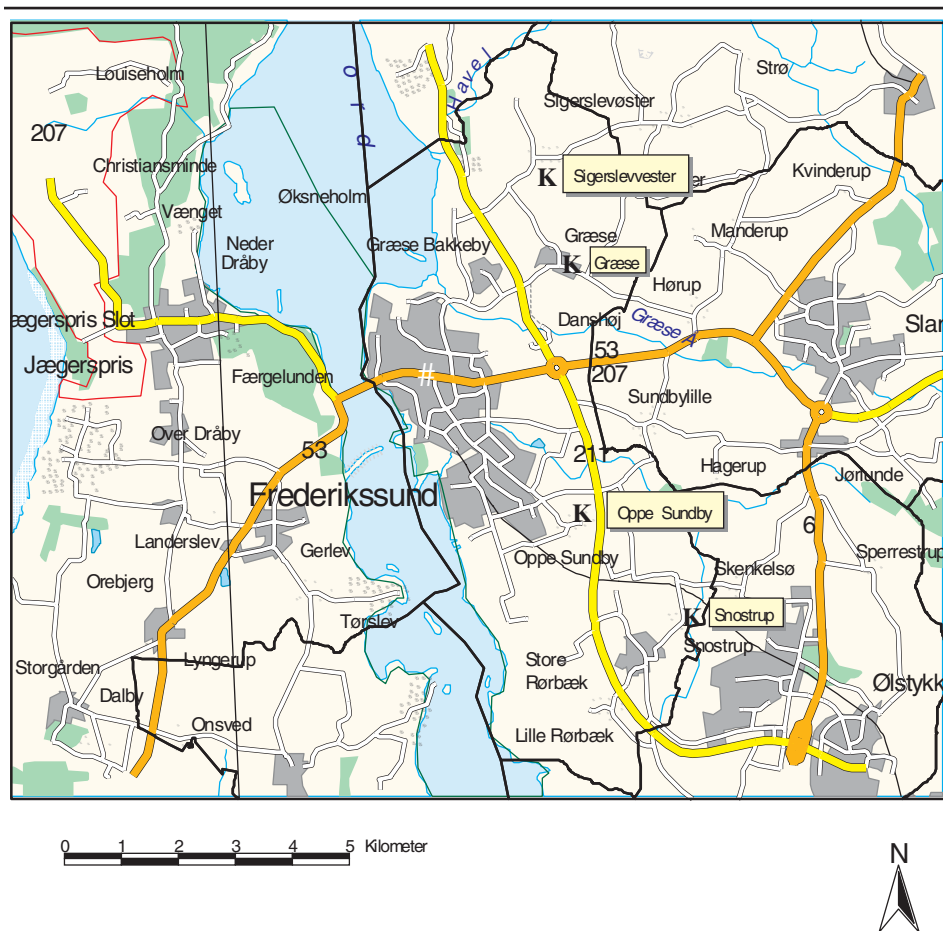 Louiseholm
207
Christiansminde
Vænget
Neder
Dråby
Øksneholm
o r d
Havel
Strø
Sigerslevøster
K Sigerslevvester
Kvinderup
Græse Bakkeby
Græse
K Græse
Manderup
Hørup
Danshøj
Græse Å
ægerspris Slot
Jægerspris
Færgelunden
#
53
207
Slan
Sundbylille
Over Dråby
53
211
Hagerup
Jørlunde
Frederikssund
K Oppe Sundby
6
Landerslev
Gerlev
Oppe Sundby
Sperrestrup
Skenkelsø
Orebjerg
Tørslev
K Snostrup
Snostrup
Storgården
Lyngerup
Store
Rørbæk
Dalby
Ølstykk
Onsved
Lille Rørbæk
0 1 2 3 4 5 Kilometer
N